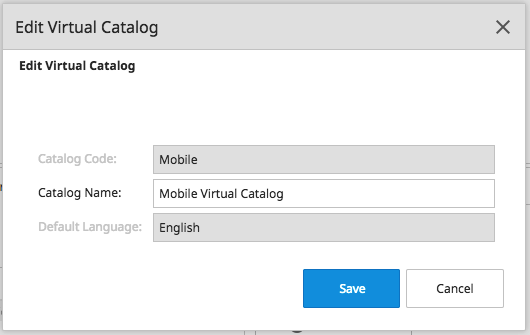 Edit Virtual Catalog
Edit Virtual Catalog
Catalog Code: Mobile
Catalog Name: Mobile Virtual Catalog
Default Language: English
Save Cancel